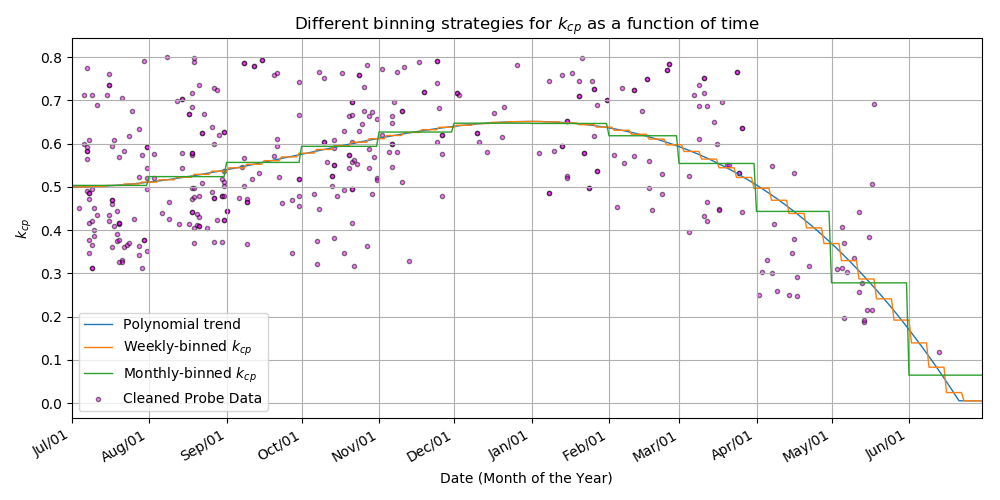 Different binning strategies for k_cp as a function of time
k_cp
0.8
0.7
0.6
0.5
0.4
0.3
0.2
0.1
0.0
Polynomial trend
Weekly-binned k_cp
Monthly-binned k_cp
Cleaned Probe Data
Jul/01 Aug/01 Sep/01 Oct/01 Nov/01 Dec/01 Jan/01 Feb/01 Mar/01 Apr/01 May/01 Jun/01
Date (Month of the Year)